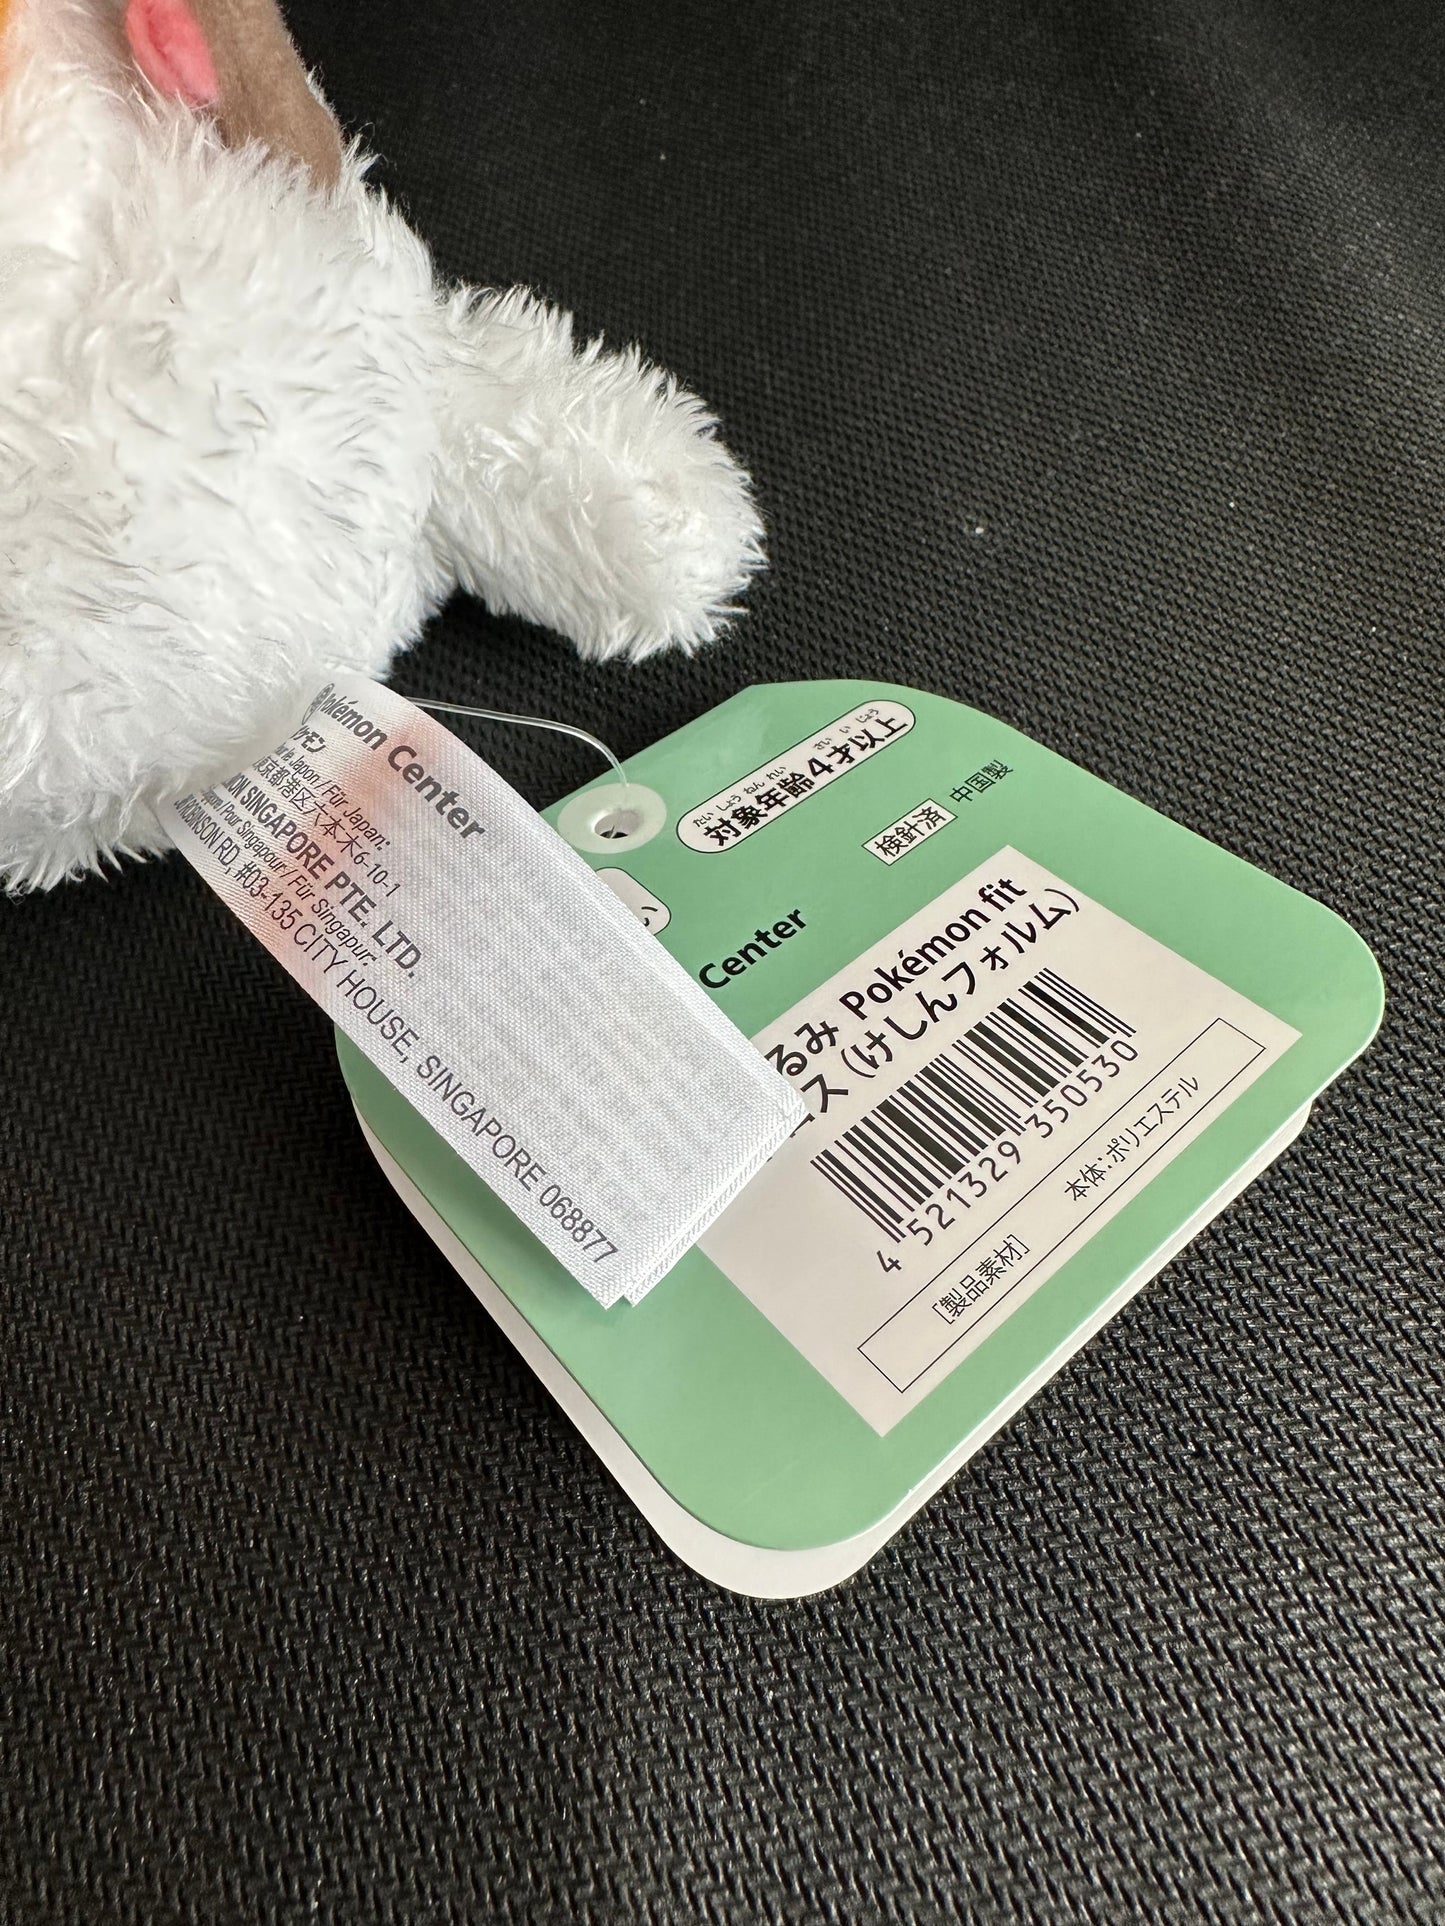 Pokémon Center
ケモン
Japan / Für Japan:
東京都港区六本木6-10-1
SINGAPORE PTE. LTD.
Pour Singapour / Für Singapur:
ROBINSON RD, #03-135 CITY HOUSE, SINGAPORE 068877
たい しょう ねん れい さい い じょう
対象年齢4才以上
検針済 中国製
Center
るみ Pokémon fit
ス（けしんフォルム）
4 521329 350530
[製品素材]
本体：ポリエステル